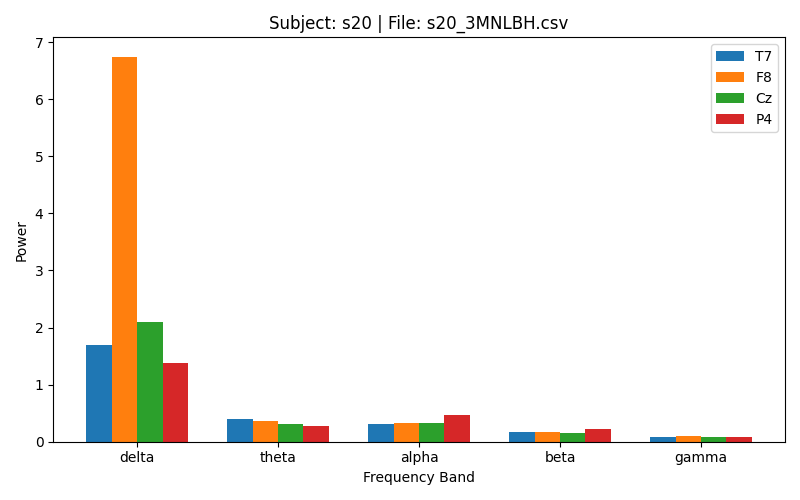 Subject: s20 | File: s20_3MNLBH.csv
T7
F8
Cz
P4
7
6
5
4
3
2
1
0
Power
delta theta alpha beta gamma
Frequency Band